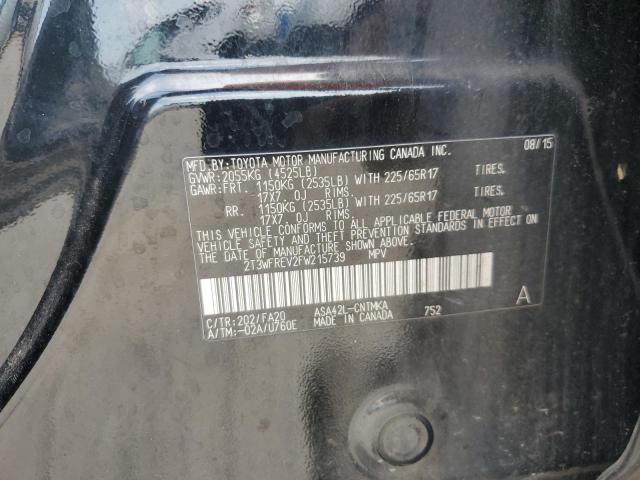 MFD.BY:TOYOTA MOTOR MANUFACTURING CANADA INC. 08/15
GVWR: 2055KG (4525LB)
GAWR:FRT. 1150KG (2535LB) WITH 225/65R17 TIRES.
17X7 OJ RIMS.
RR. 1150KG (2535LB) WITH 225/65R17 TIRES.
17X7 OJ RIMS.
THIS VEHICLE CONFORMS TO ALL APPLICABLE FEDERAL MOTOR
VEHICLE SAFETY AND THEFT PREVENTION STANDARDS IN EFFECT ON
THE DATE OF MANUFACTURE SHOWN ABOVE.
2T3WFREV2FW215739 MPV
C/TR:202/FA20 ASA42L-CNTMKA 752 A
A/TM:-02A/U760E MADE IN CANADA